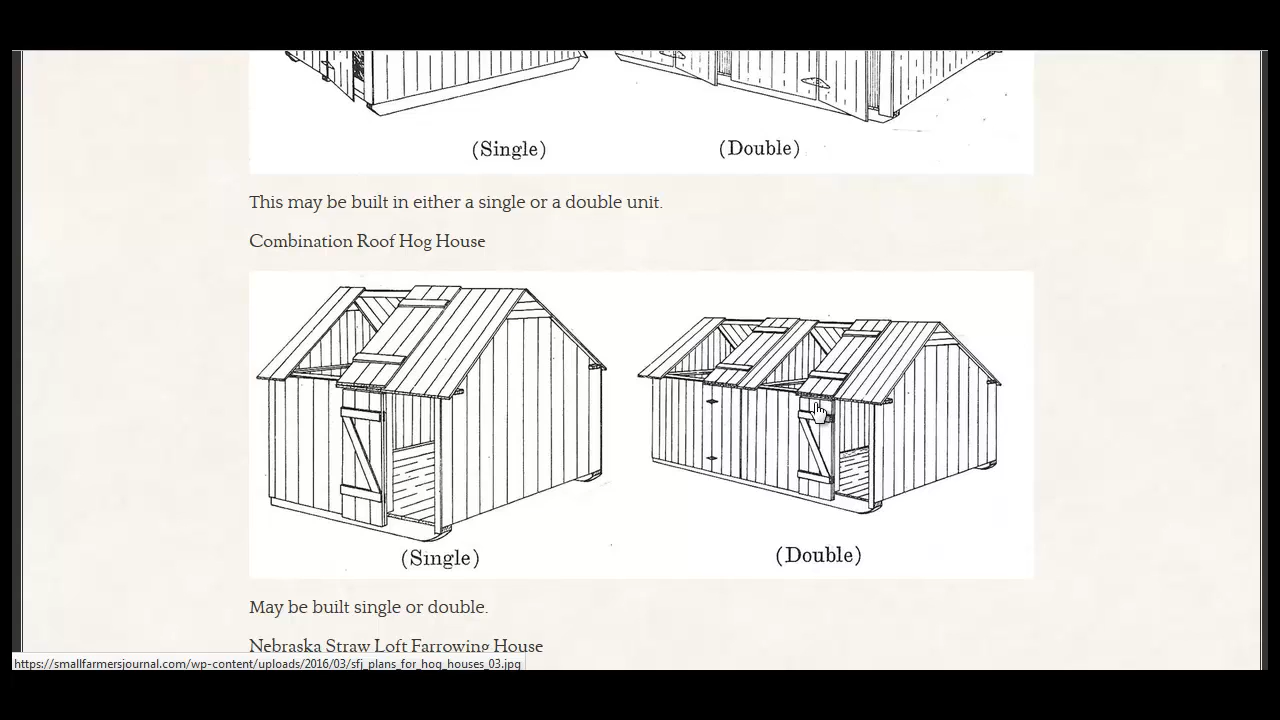 (Single)
(Double)
This may be built in either a single or a double unit.
Combination Roof Hog House
(Single)
(Double)
May be built single or double.
Nebraska Straw Loft Farrowing House
https://smallfarmersjournal.com/wp-content/uploads/2016/03/sfj_plans_for_hog_houses_03.jpg